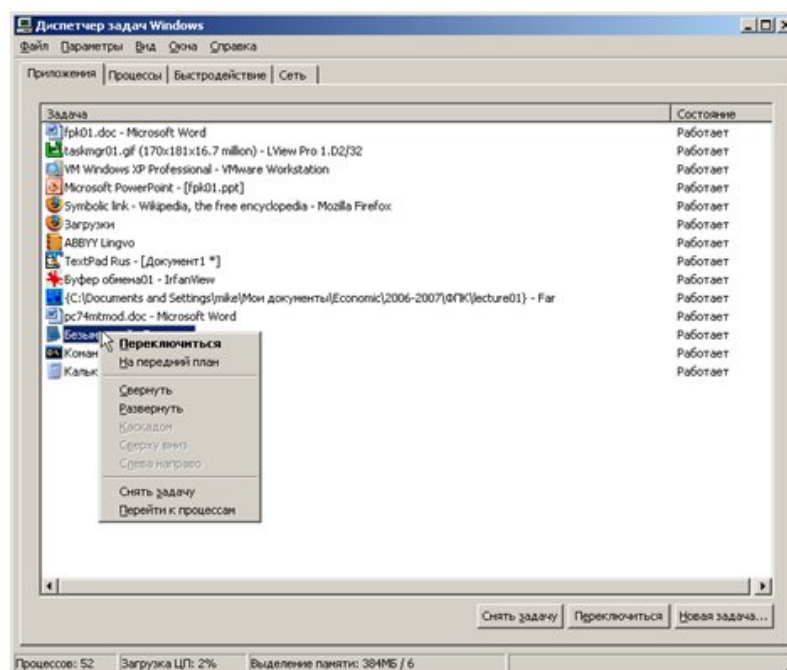 Диспетчер задач Windows
Файл Параметры Вид Окна Справка
Приложения Процессы Быстродействие Сеть
Задача Состояние
fpk01.doc - Microsoft Word Работает
taskmgr01.gif (170x181x16.7 million) - LView Pro 1.D2/32 Работает
VM Windows XP Professional - VMware Workstation Работает
Microsoft PowerPoint - [fpk01.ppt] Работает
Symbolic link - Wikipedia, the free encyclopedia - Mozilla Firefox Работает
Загрузки Работает
ABBYY Lingvo Работает
TextPad Rus - [Документ1 *] Работает
Буфер обмена01 - IrfanView Работает
{C:\Documents and Settings\mike\Мои документы\Economic\2006-2007\ФПК\lecture01} - Far Работает
pc74mtmod.doc - Microsoft Word Работает
Безым Работает
Коман Работает
Кальк Работает
Переключиться
На передний план
Свернуть
Развернуть
Каскадом
Сверху вниз
Слева направо
Снять задачу
Перейти к процессам
Снять задачу Переключиться Новая задача...
Процессов: 52 Загрузка ЦП: 2% Выделение памяти: 384МБ / 6